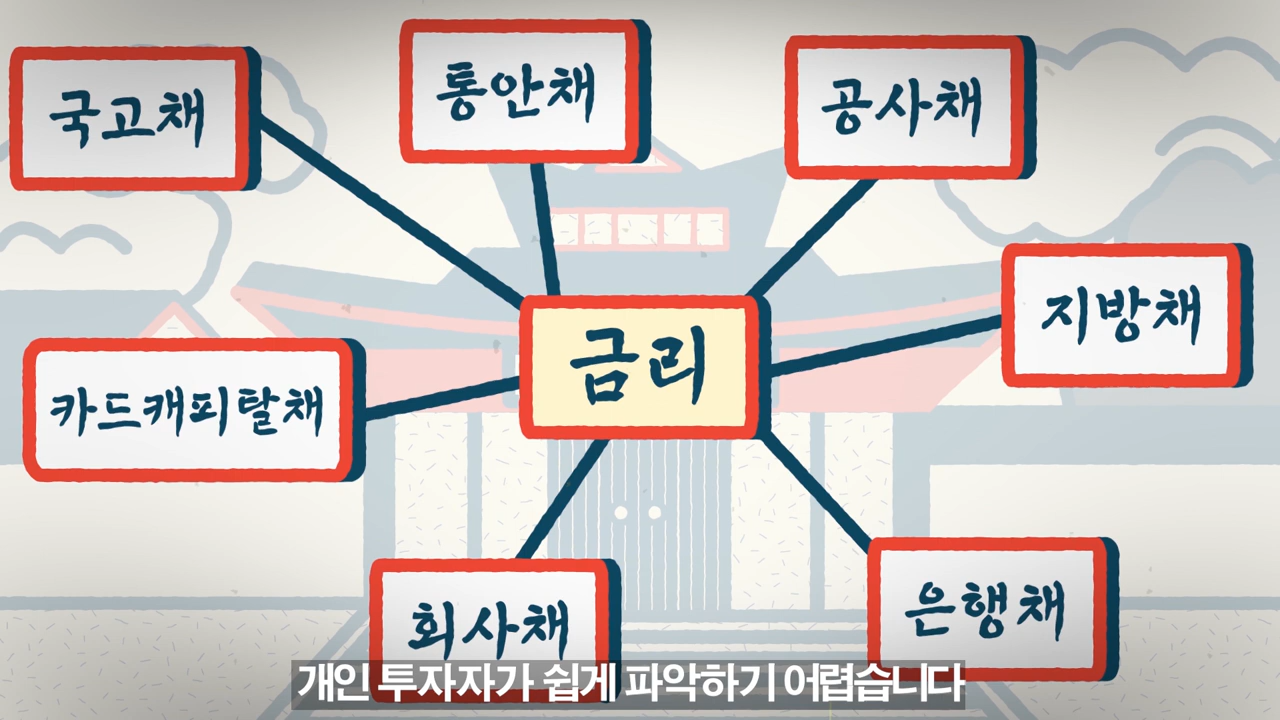 국고채
통안채
공사채
지방채
금리
카드캐피탈채
회사채
은행채
개인 투자자가 쉽게 파악하기 어렵습니다